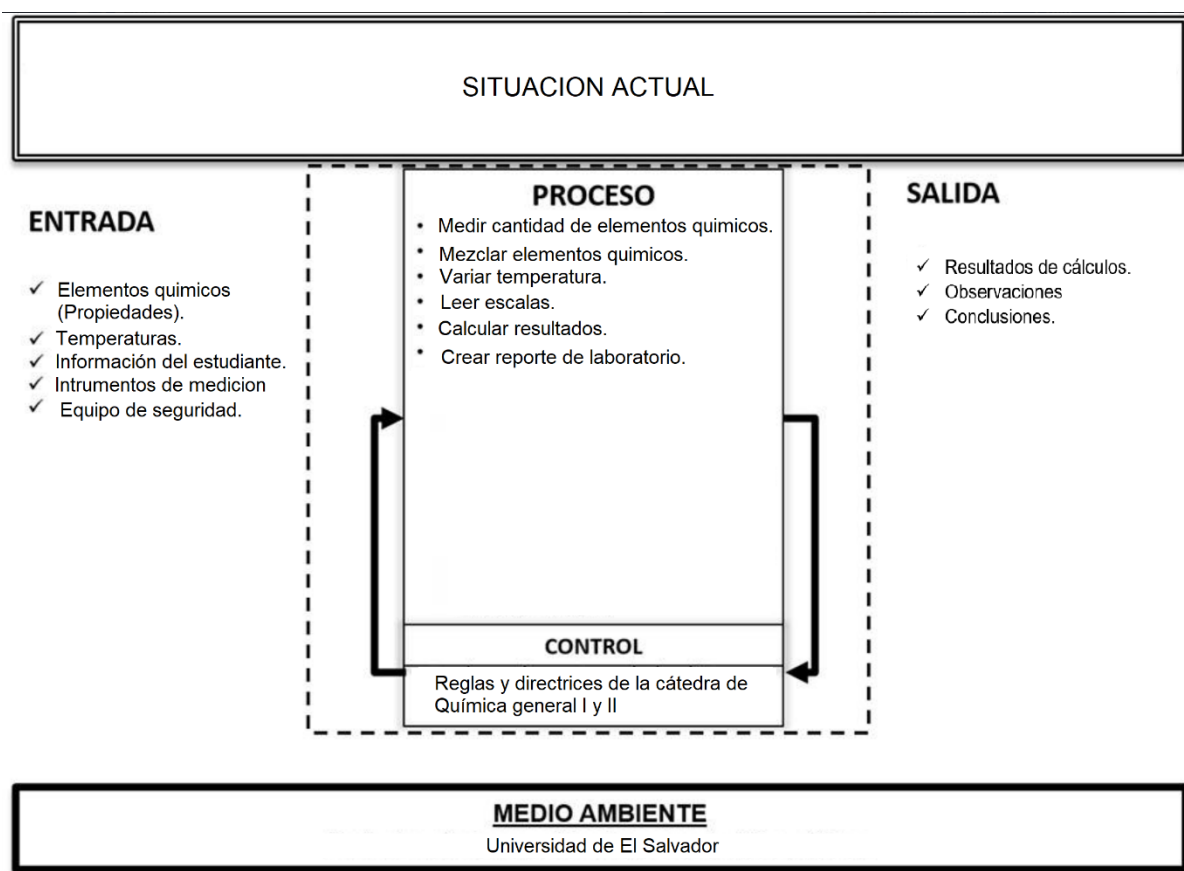 SITUACION ACTUAL
ENTRADA
✓ Elementos quimicos
(Propiedades).
✓ Temperaturas.
✓ Información del estudiante.
✓ Intrumentos de medicion
✓ Equipo de seguridad.
PROCESO
• Medir cantidad de elementos quimicos.
• Mezclar elementos quimicos.
• Variar temperatura.
• Leer escalas.
• Calcular resultados.
• Crear reporte de laboratorio.
CONTROL
Reglas y directrices de la cátedra de
Química general I y II
SALIDA
✓ Resultados de cálculos.
✓ Observaciones
✓ Conclusiones.
MEDIO AMBIENTE
Universidad de El Salvador